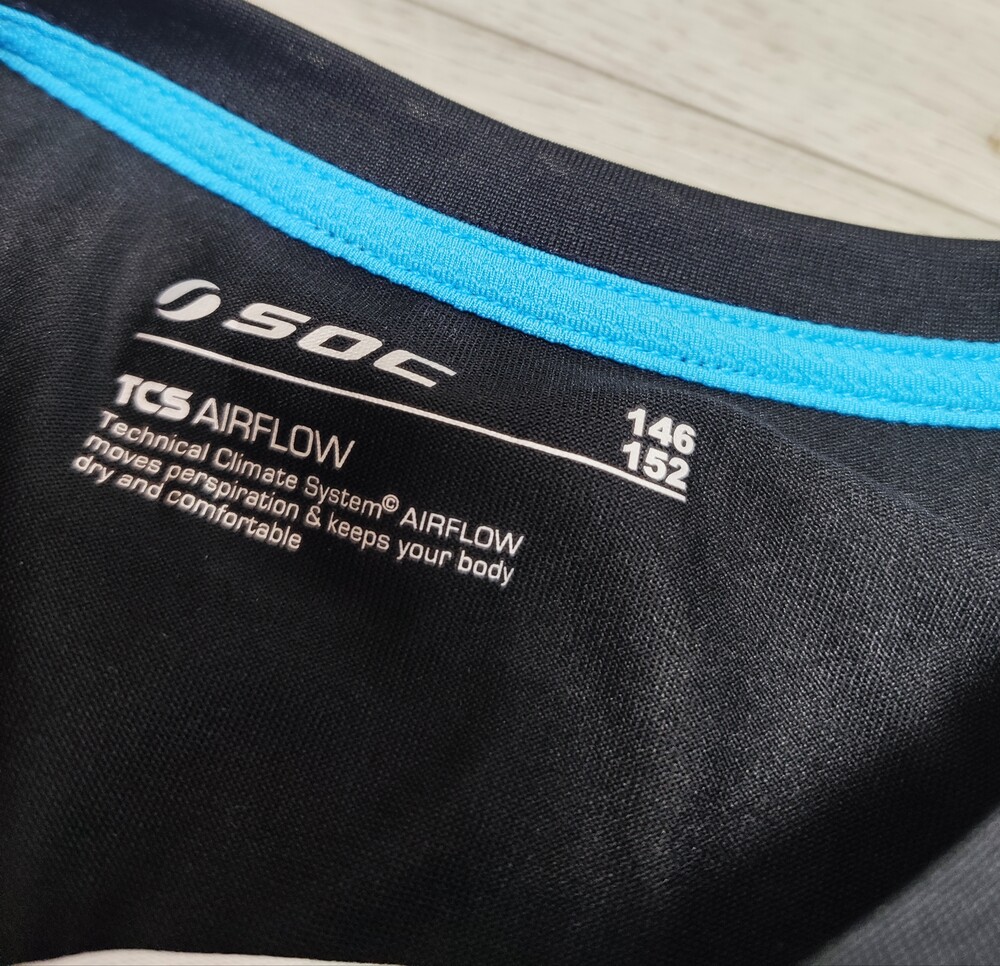 SOC
146
152
TCS AIRFLOW
Technical Climate System© AIRFLOW
moves perspiration & keeps your body
dry and comfortable